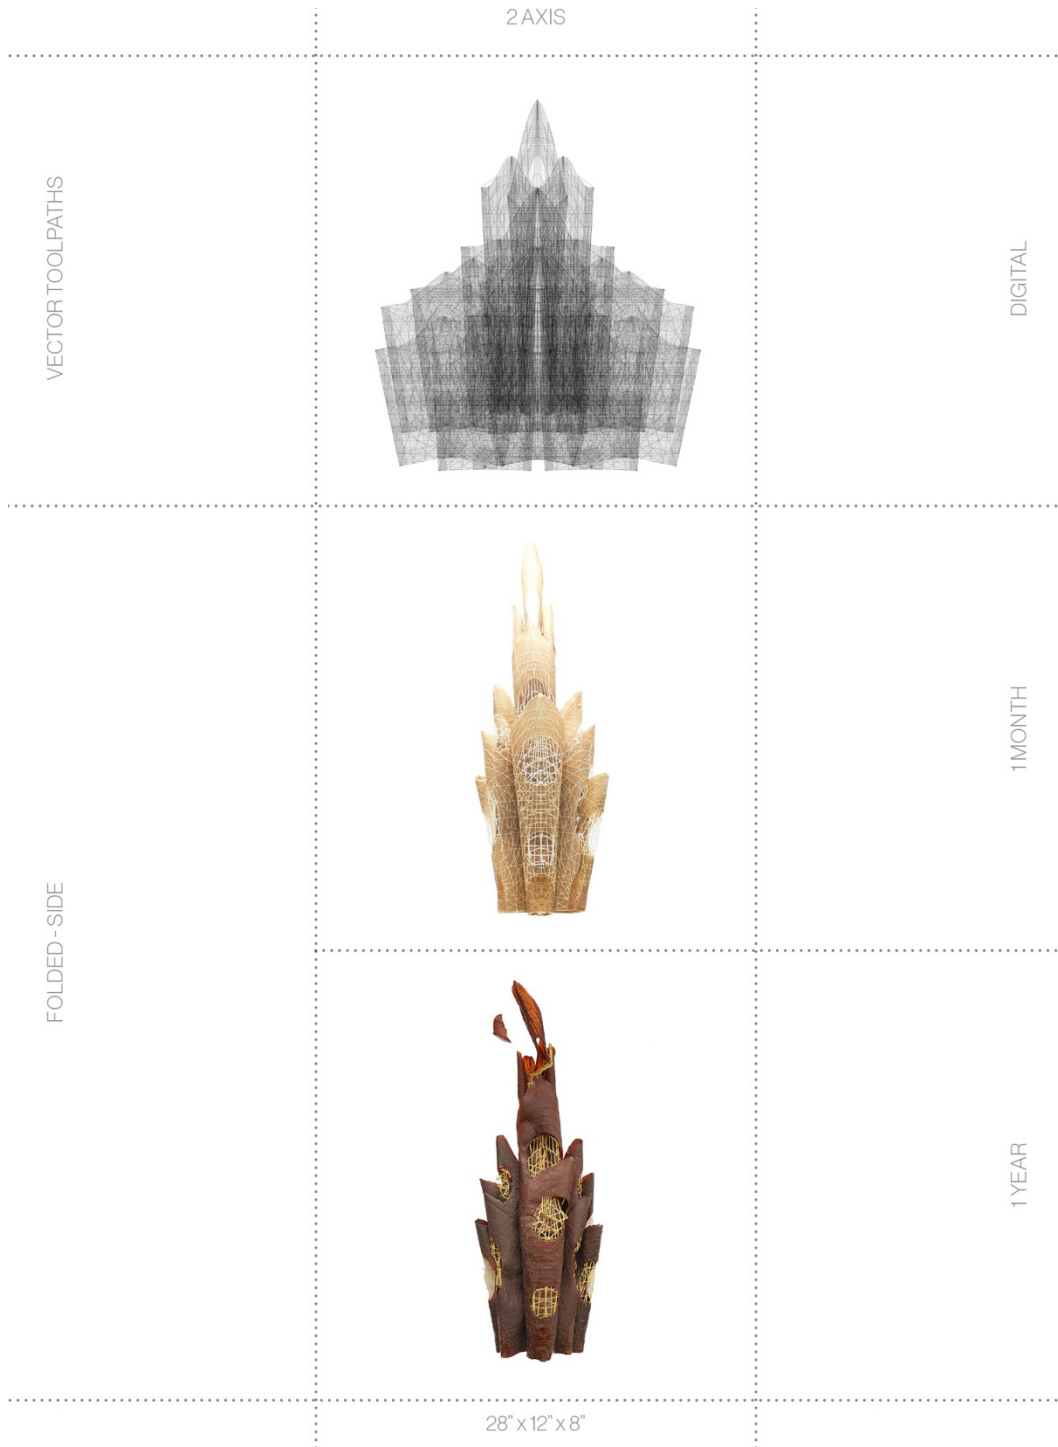 2 AXIS
VECTOR TOOLPATHS
DIGITAL
1 MONTH
FOLDED - SIDE
1 YEAR
28" x 12" x 8"